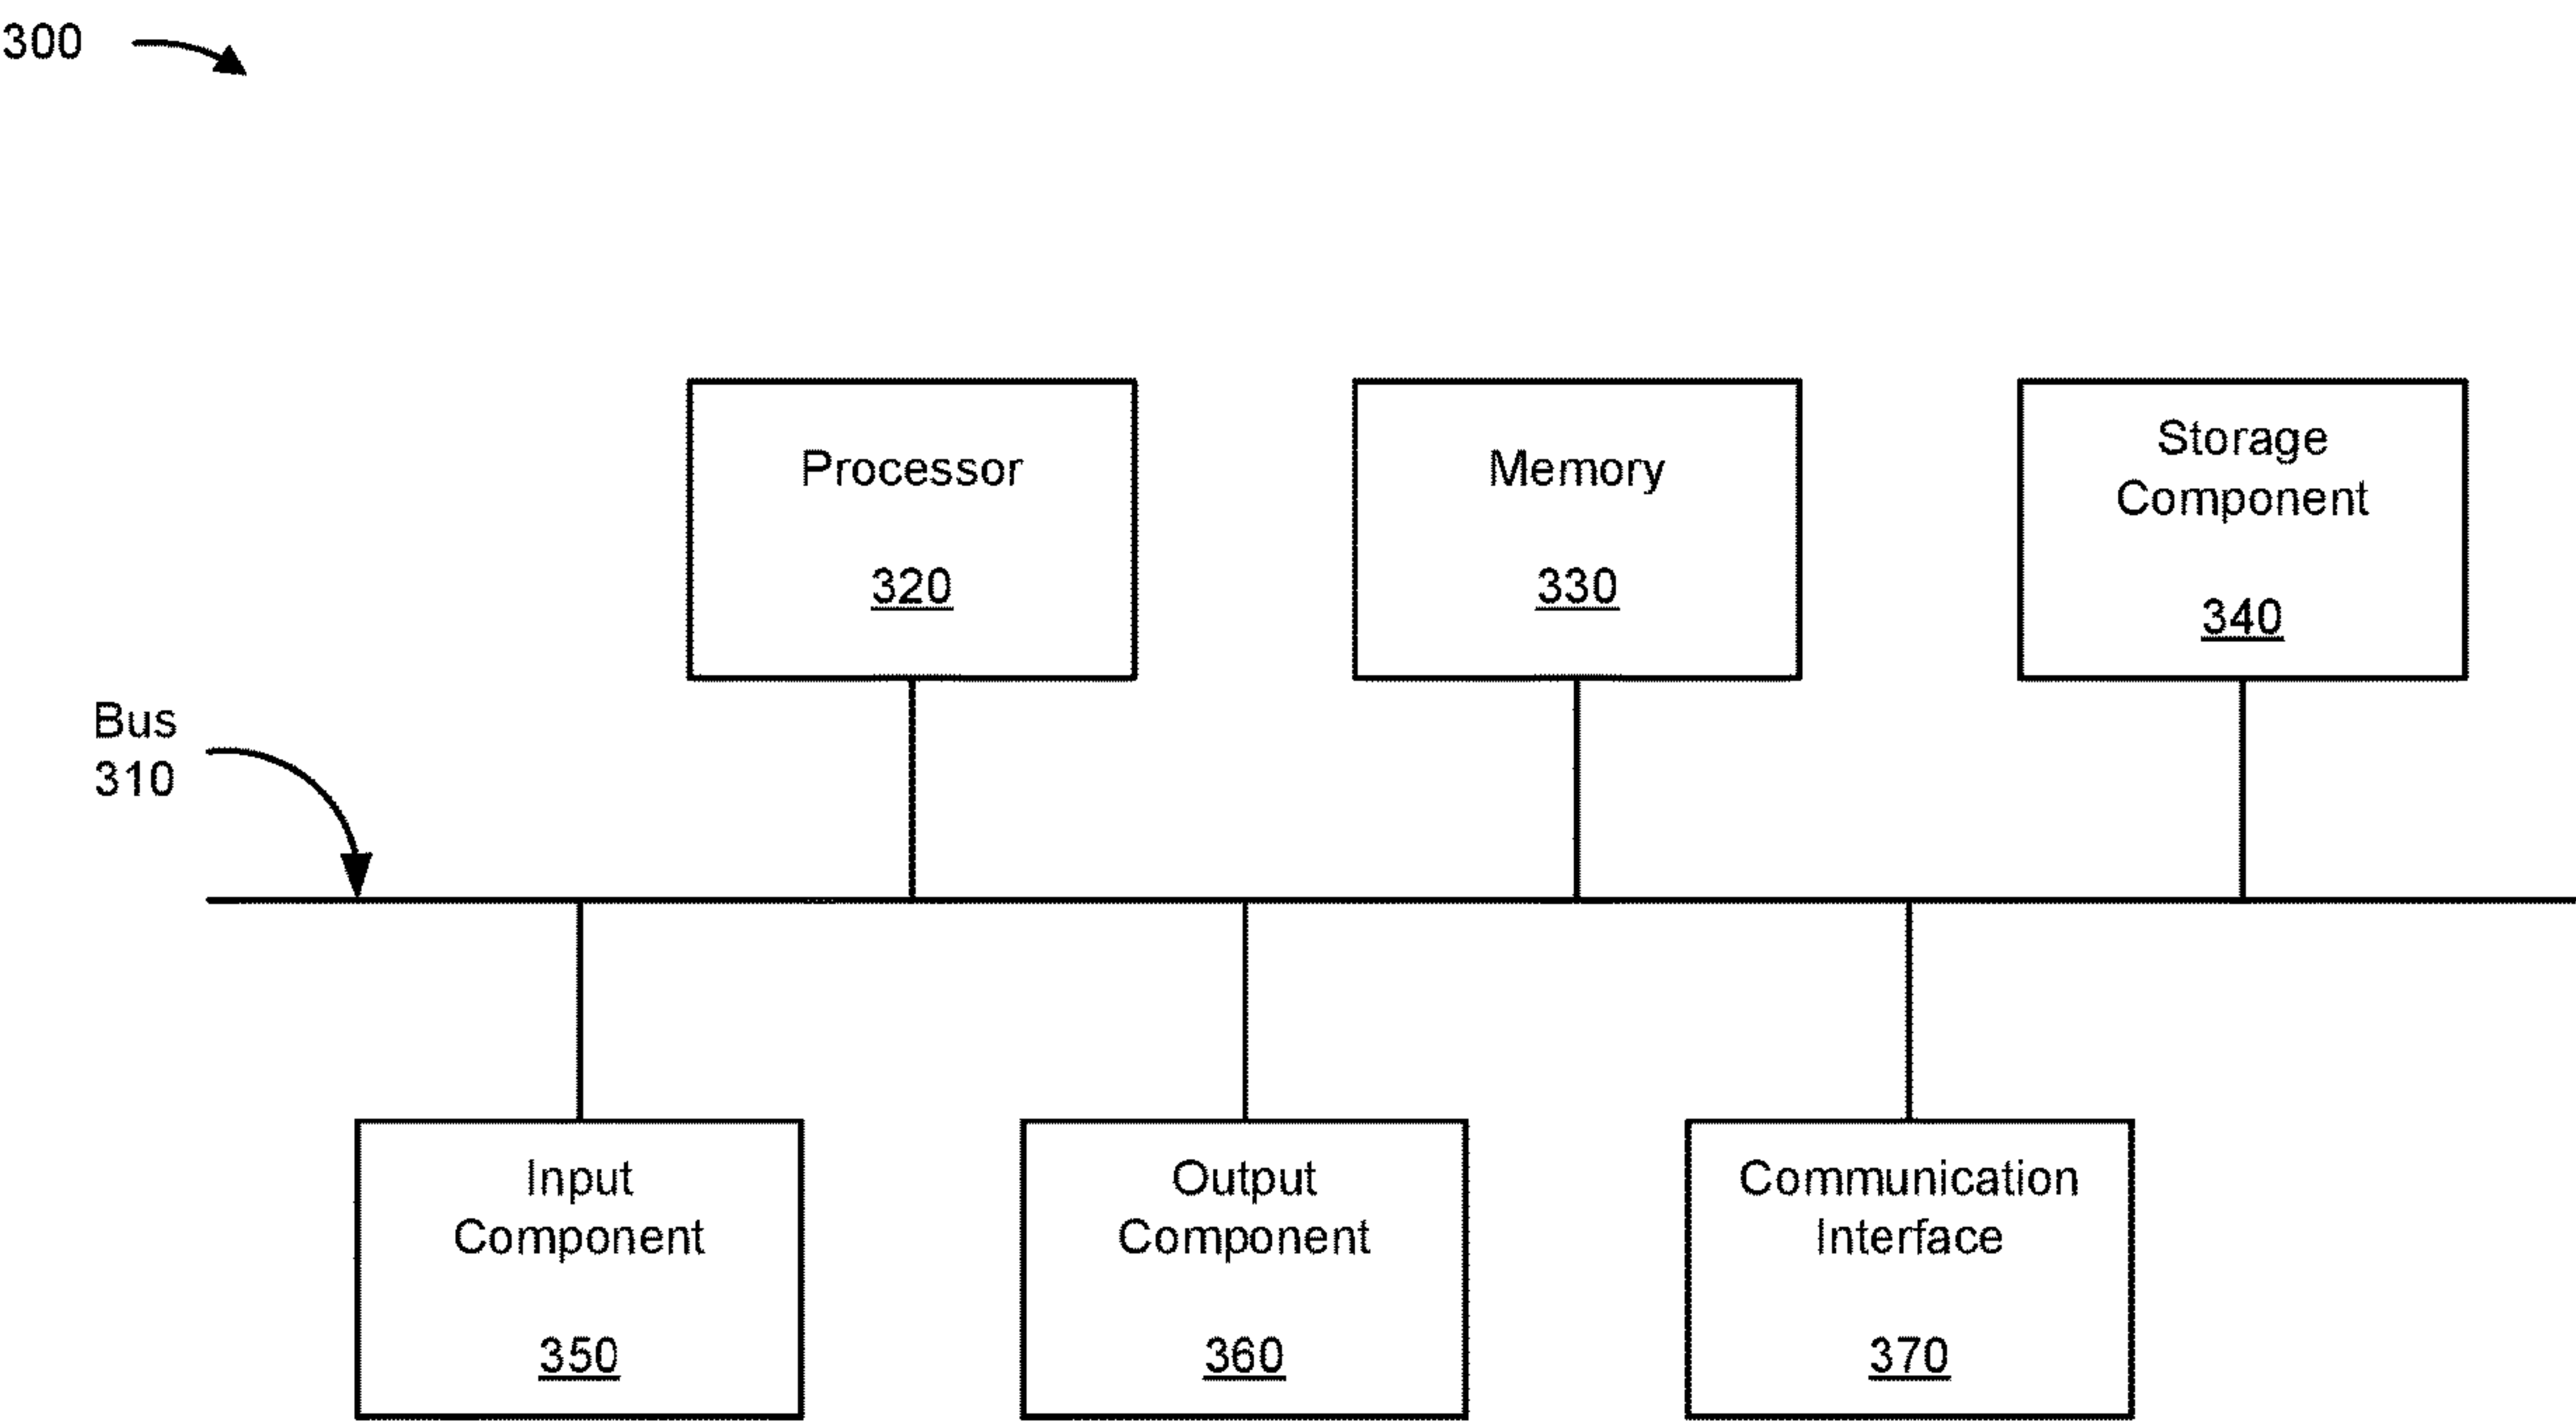 300
Processor
320
Memory
330
Storage
Component
340
Bus
310
Input
Component
350
Output
Component
360
Communication
Interface
370